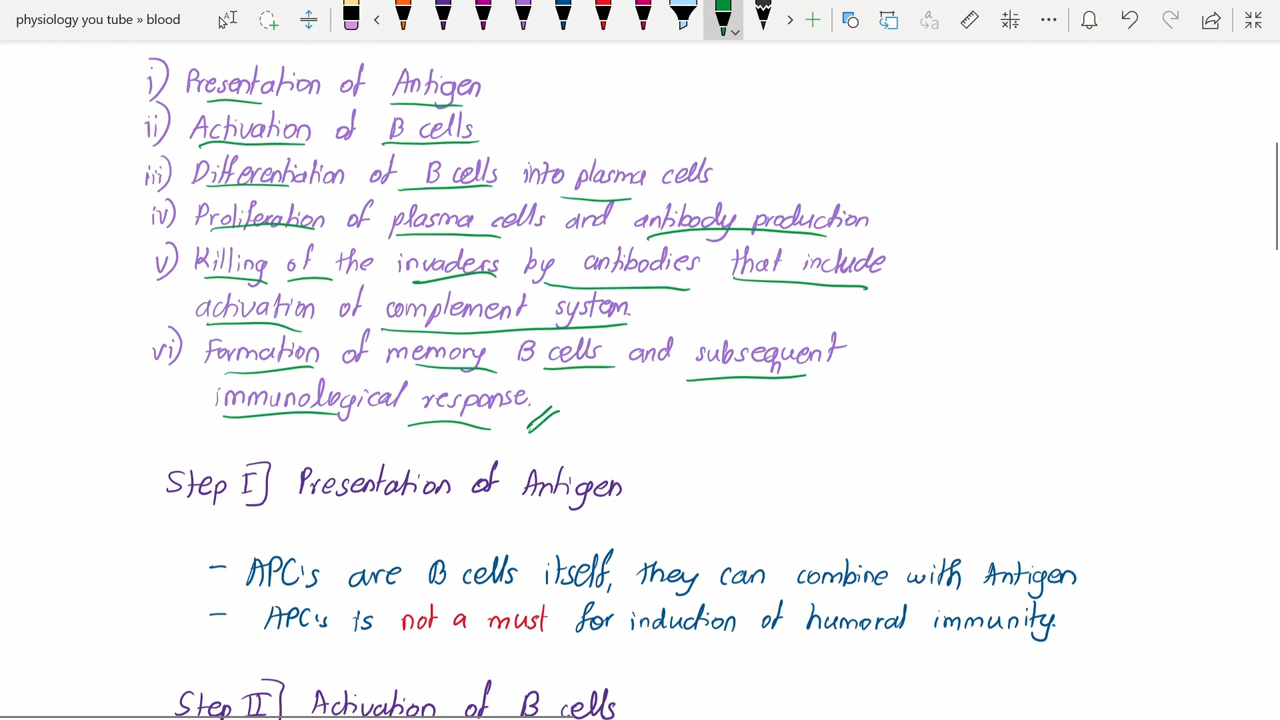 physiology you tube » blood
i) Presentation of Antigen
ii) Activation of B cells
iii) Differentiation of B cells into plasma cells
iv) Proliferation of plasma cells and antibody production
v) Killing of the invaders by antibodies that include
activation of complement system.
vi) Formation of memory B cells and subsequent
immunological response.
Step I] Presentation of Antigen
- APC's are B cells itself, they can combine with Antigen
- APC's is not a must for induction of humoral immunity.
Step II] Activation of B cells